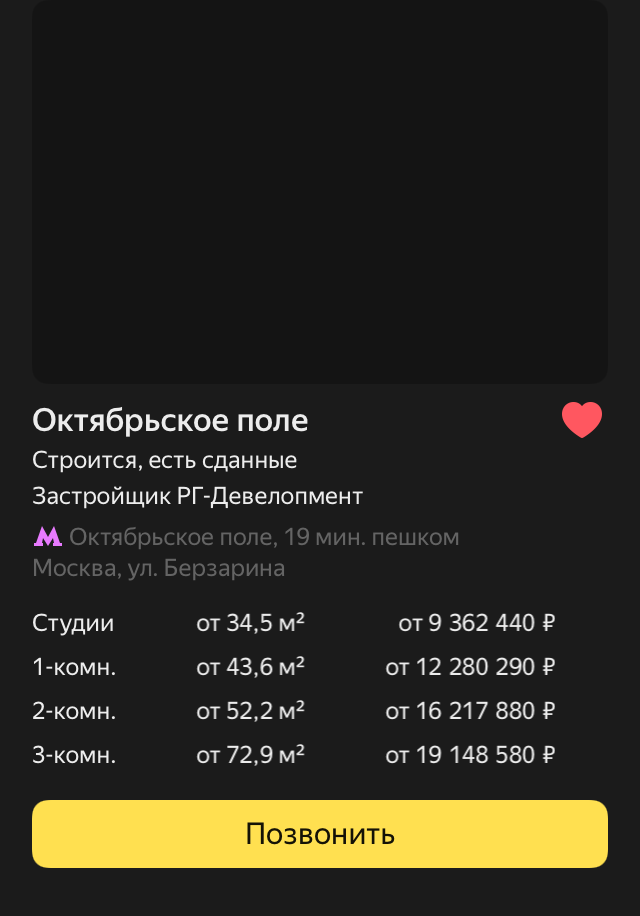 Октябрьское поле
Строится, есть сданные
Застройщик РГ-Девелопмент
Октябрьское поле, 19 мин. пешком
Москва, ул. Берзарина
Студии от 34,5 м² от 9 362 440 ₽
1-комн. от 43,6 м² от 12 280 290 ₽
2-комн. от 52,2 м² от 16 217 880 ₽
3-комн. от 72,9 м² от 19 148 580 ₽
Позвонить